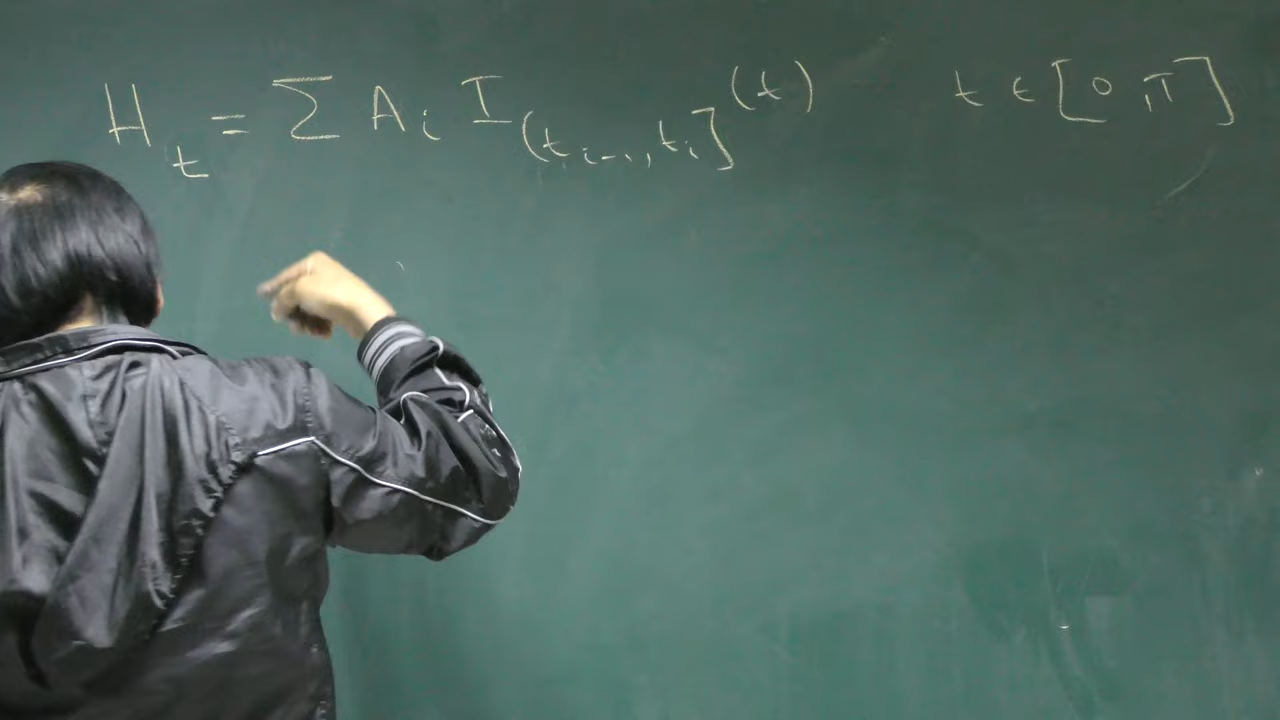 H_t = Σ A_i I_{(t_{i-1}, t_i]}(t)   t ∈ [0, T]